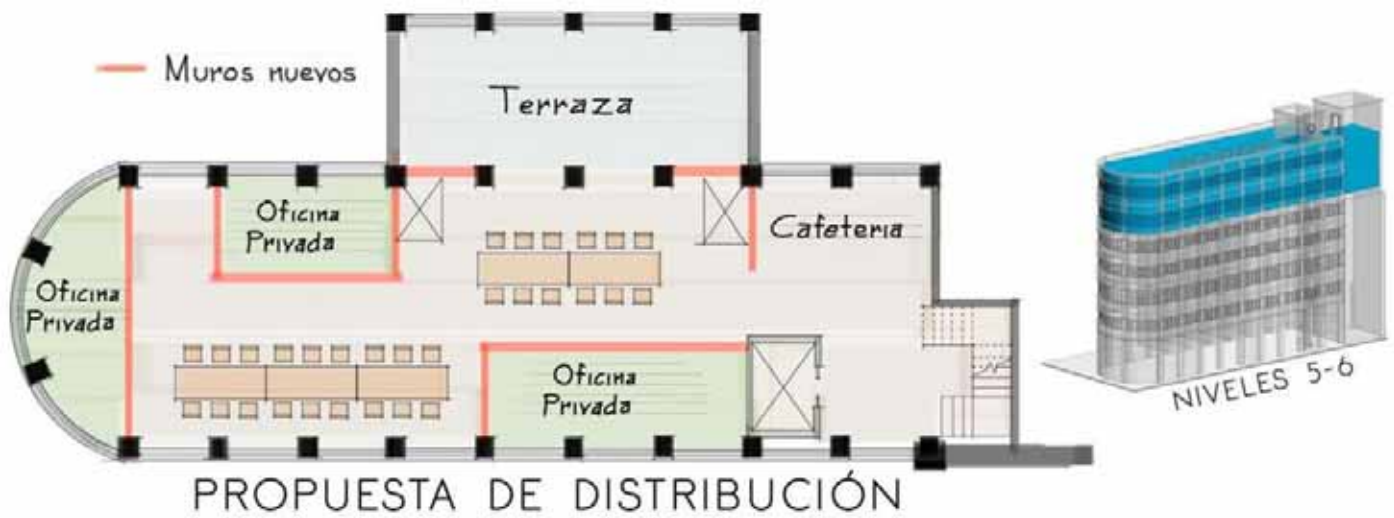 Muros nuevos
Terraza
Oficina
Privada
Cafeteria
Oficina
Privada
Oficina
Privada
NIVELES 5-6
PROPUESTA DE DISTRIBUCIÓN